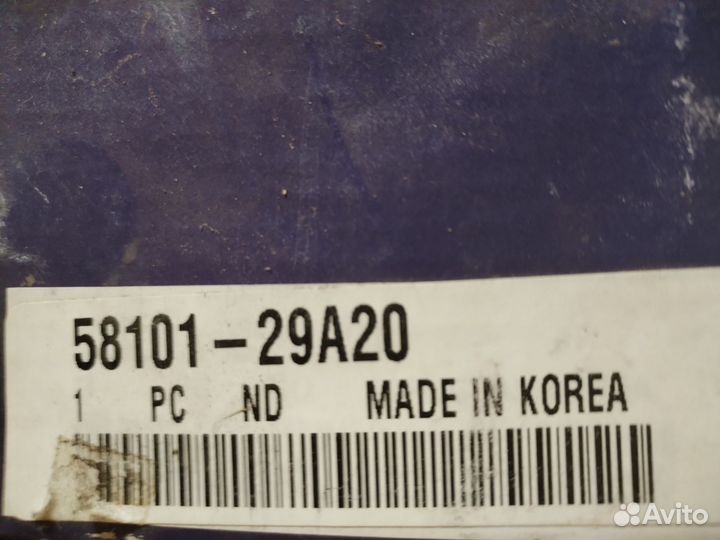 58101-29A20
1 PC ND MADE IN KOREA
Avito